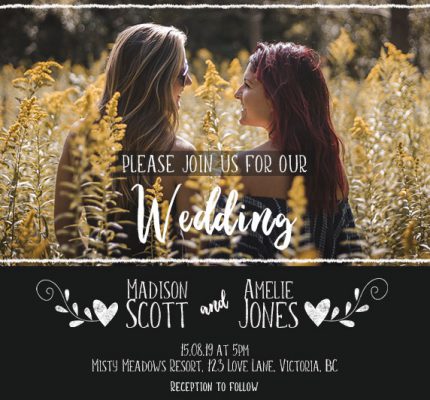 PLEASE JOIN US FOR OUR
Wedding
MADISON
SCOTT
and
AMELIE
JONES
15.08.19 AT 5PM
MISTY MEADOWS RESORT, 123 LOVE LANE, VICTORIA, BC
RECEPTION TO FOLLOW